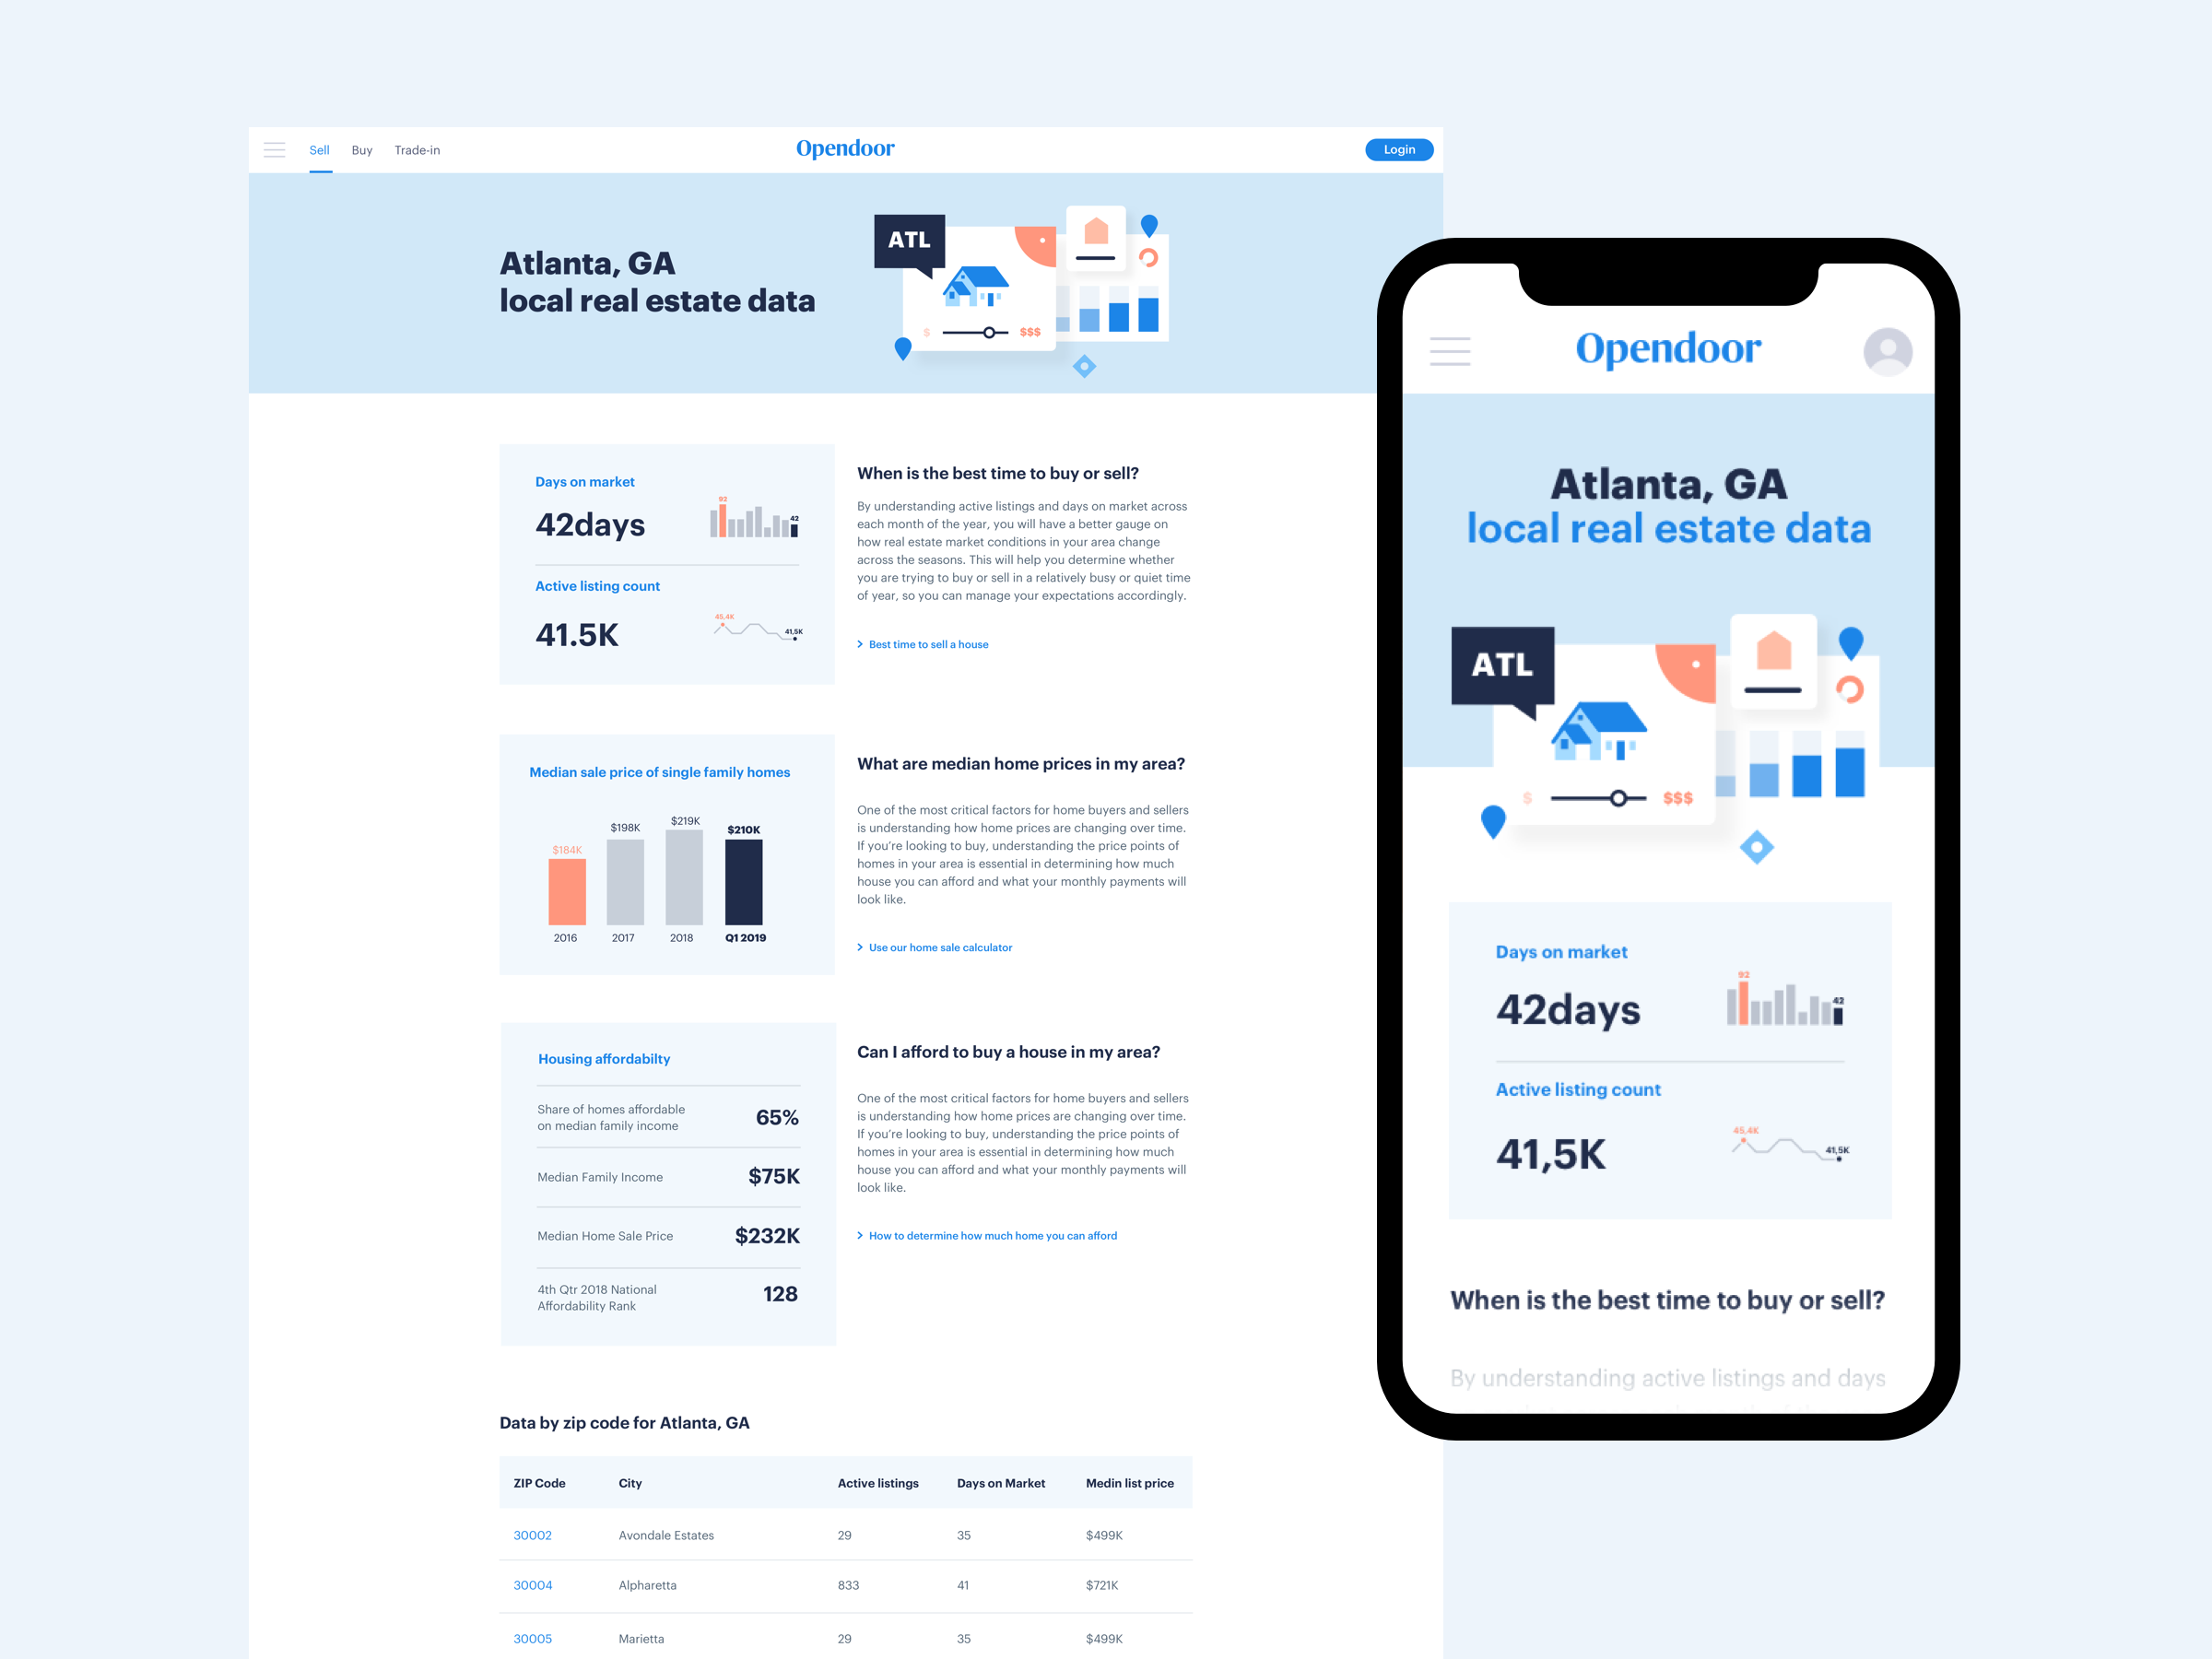 Sell Buy Trade-in
Opendoor
Login
Atlanta, GA
local real estate data
ATL
$ $$$
Days on market
92
42days
42
Active listing count
45,4K
41.5K
41,5K
When is the best time to buy or sell?
By understanding active listings and days on market across
each month of the year, you will have a better gauge on
how real estate market conditions in your area change
across the seasons. This will help you determine whether
you are trying to buy or sell in a relatively busy or quiet time
of year, so you can manage your expectations accordingly.
Best time to sell a house
Median sale price of single family homes
$184K $198K $219K $210K
2016 2017 2018 Q1 2019
What are median home prices in my area?
One of the most critical factors for home buyers and sellers
is understanding how home prices are changing over time.
If you’re looking to buy, understanding the price points of
homes in your area is essential in determining how much
house you can afford and what your monthly payments will
look like.
Use our home sale calculator
Housing affordabilty
Share of homes affordable
on median family income
65%
Median Family Income $75K
Median Home Sale Price $232K
4th Qtr 2018 National
Affordability Rank
128
Can I afford to buy a house in my area?
One of the most critical factors for home buyers and sellers
is understanding how home prices are changing over time.
If you’re looking to buy, understanding the price points of
homes in your area is essential in determining how much
house you can afford and what your monthly payments will
look like.
How to determine how much home you can afford
Data by zip code for Atlanta, GA
ZIP Code City Active listings Days on Market Medin list price
30002 Avondale Estates 29 35 $499K
30004 Alpharetta 833 41 $721K
30005 Marietta 29 35 $499K
Opendoor
Atlanta, GA
local real estate data
ATL
$ $$$
Days on market
92
42days
42
Active listing count
45,4K
41,5K
41,5K
When is the best time to buy or sell?
By understanding active listings and days